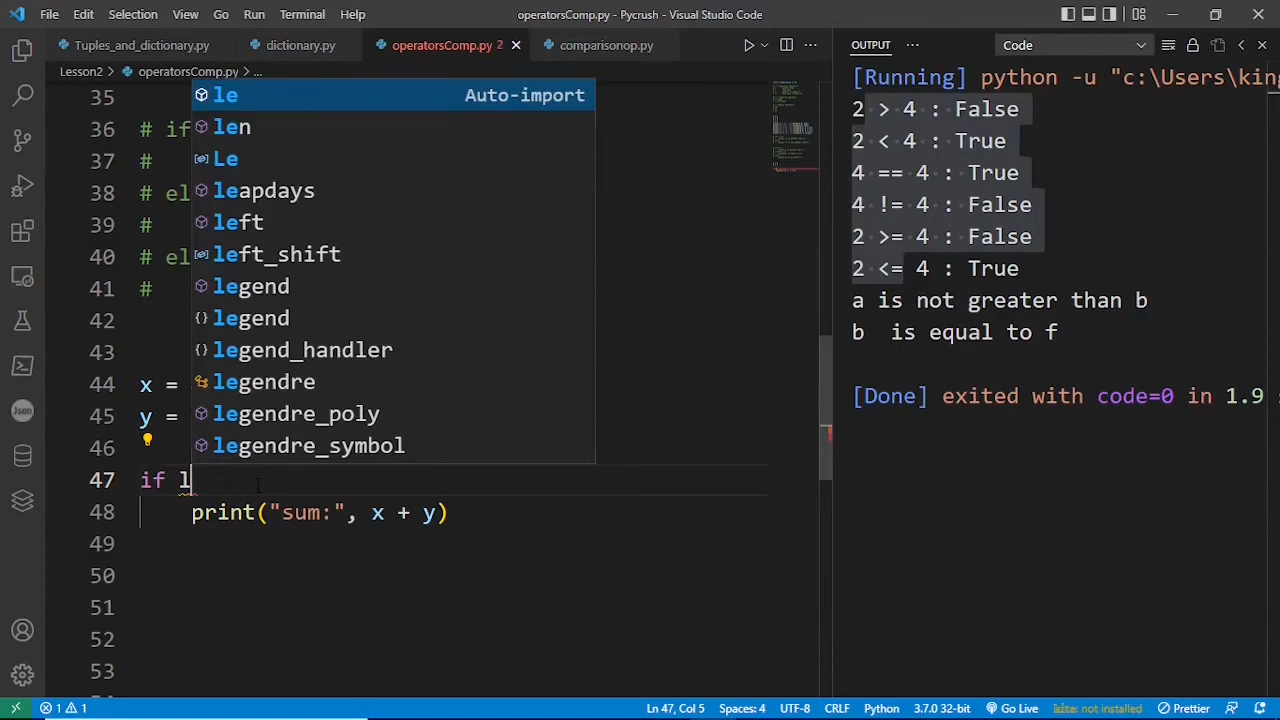 File Edit Selection View Go Run Terminal Help operatorsComp.py - Pycrush - Visual Studio Code
Tuples_and_dictionary.py dictionary.py operatorsComp.py 2 comparisonop.py
Lesson2 > operatorsComp.py > ...
35
36 # if
37 #
38 # el
39 #
40 # el
41 #
42
43
44 x =
45 y =
46
47 if l
48 print("sum:", x + y)
49
50
51
52
53
le Auto-import
len
Le
leapdays
left
left_shift
legend
legend
legend_handler
legendre
legendre_poly
legendre_symbol
OUTPUT Code
[Running] python -u "c:\Users\kin
2 > 4 : False
2 < 4 : True
4 == 4 : True
4 != 4 : False
2 >= 4 : False
2 <= 4 : True
a is not greater than b
b  is equal to f
[Done] exited with code=0 in 1.9
1 1 Ln 47, Col 5 Spaces: 4 UTF-8 CRLF Python 3.7.0 32-bit Go Live not installed Prettier
Json